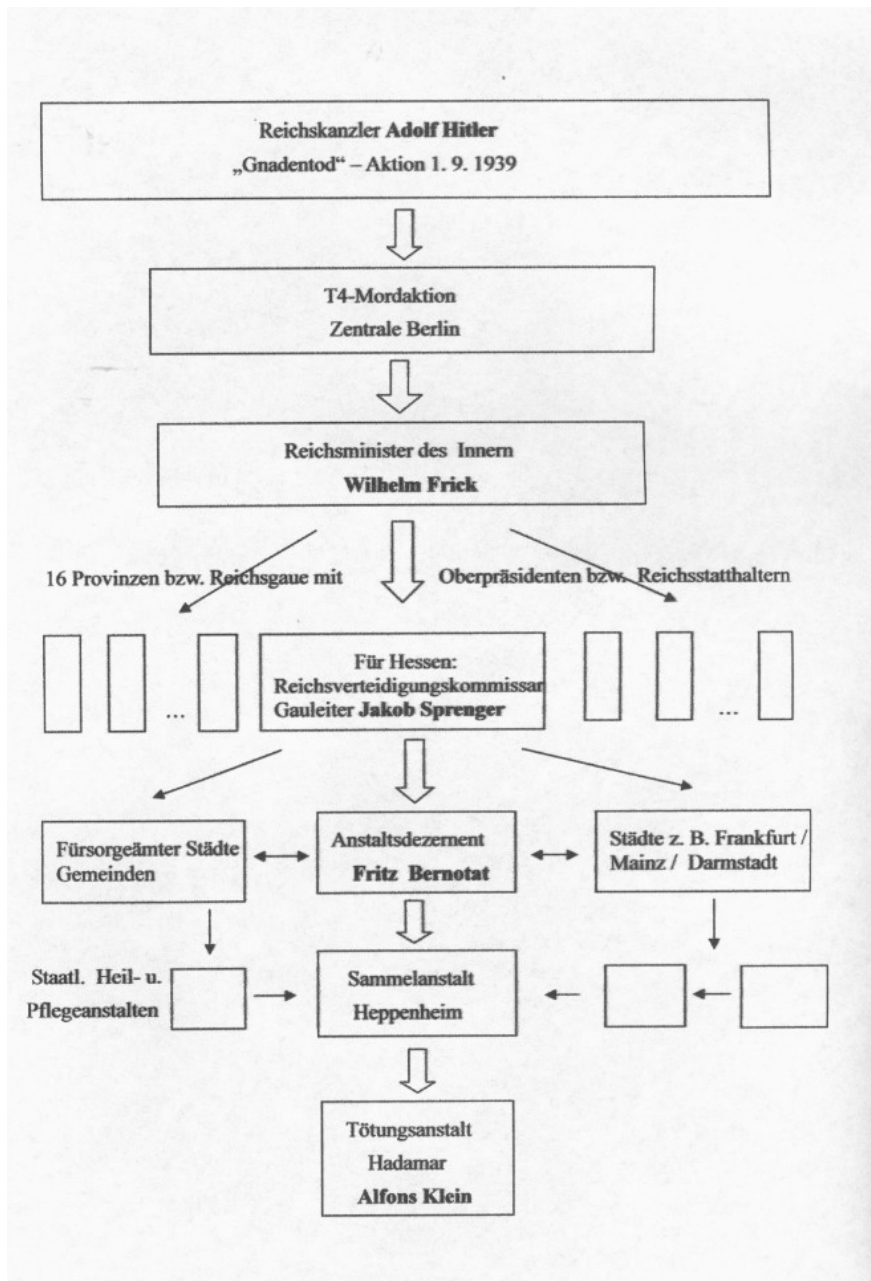 Reichskanzler Adolf Hitler
„Gnadentod“ – Aktion 1. 9. 1939
T4-Mordaktion
Zentrale Berlin
Reichsminister des Innern
Wilhelm Frick
16 Provinzen bzw. Reichsgaue mit
Oberpräsidenten bzw. Reichsstatthaltern
...
Für Hessen:
Reichsverteidigungskommissar
Gauleiter Jakob Sprenger
...
Fürsorgeämter Städte
Gemeinden
Anstaltsdezernent
Fritz Bernotat
Städte z. B. Frankfurt /
Mainz / Darmstadt
Staatl. Heil- u.
Pflegeanstalten
Sammelanstalt
Heppenheim
Tötungsanstalt
Hadamar
Alfons Klein